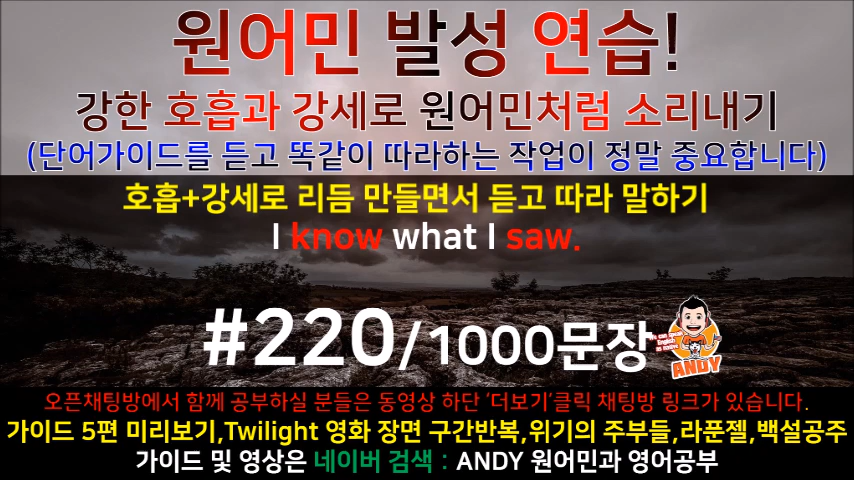 원어민 발성 연습!
강한 호흡과 강세로 원어민처럼 소리내기
(단어가이드를 듣고 똑같이 따라하는 작업이 정말 중요합니다)
호흡+강세로 리듬 만들면서 듣고 따라 말하기
I know what I saw.
#220/1000문장
ANDY
오픈채팅방에서 함께 공부하실 분들은 동영상 하단 '더보기'클릭 채팅방 링크가 있습니다.
가이드 5편 미리보기,Twilight 영화 장면 구간반복,위기의 주부들,라푼젤,백설공주
가이드 및 영상은 네이버 검색 : ANDY 원어민과 영어공부